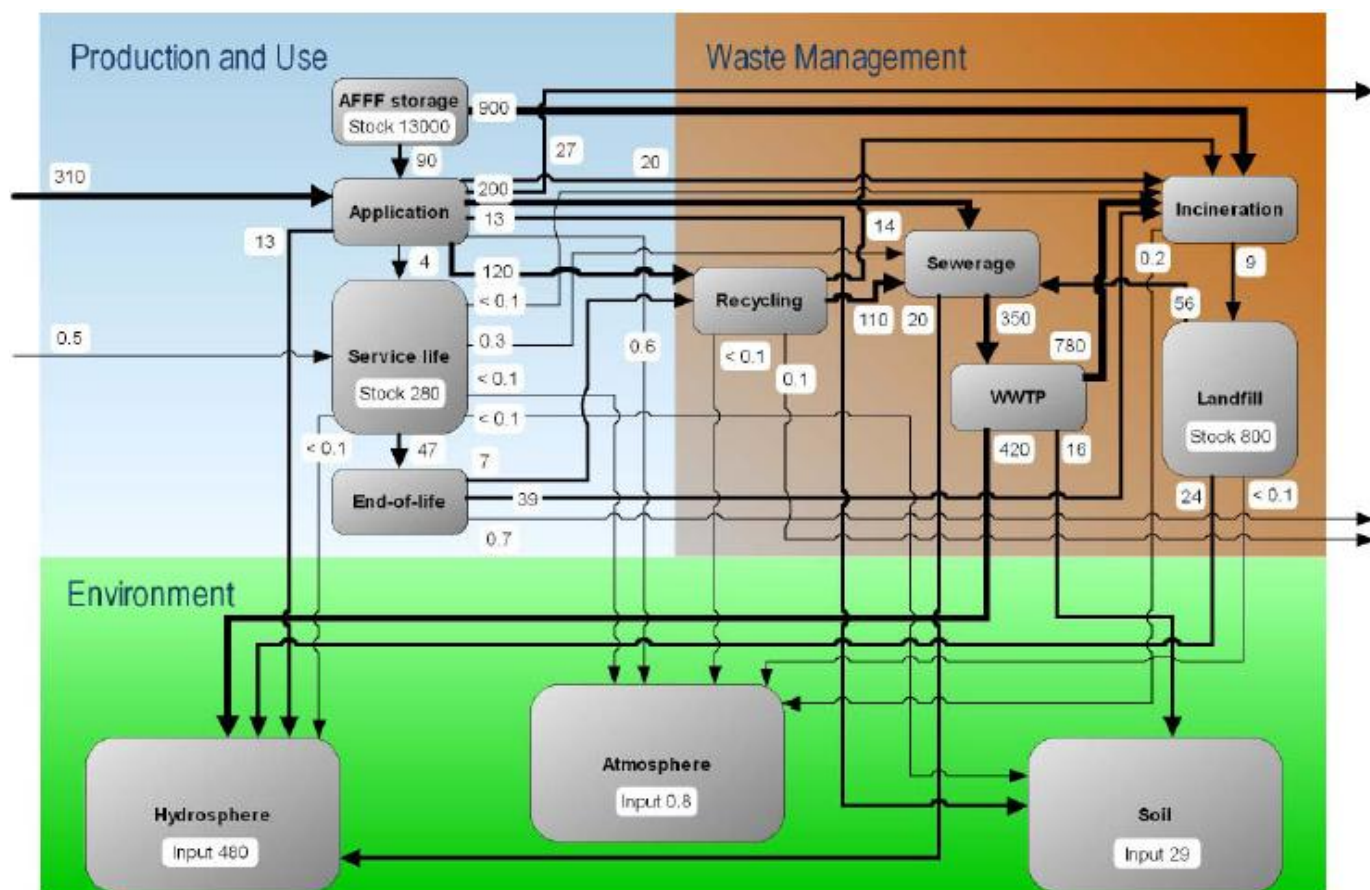 Production and Use
Waste Management
AFFF storage
Stock 13000
900
90
27
20
310
200
Application
13
13
Incineration
14
Sewerage
0.2
9
4
120
Recycling
< 0.1
110
20
350
56
0.5
0.3
0.6
< 0.1
0.1
780
Service life
Stock 280
< 0.1
< 0.1
WWTP
Landfill
Stock 800
< 0.1
47
7
420
16
End-of-life
39
24
< 0.1
0.7
Environment
Hydrosphere
Input 480
Atmosphere
Input 0.8
Soil
Input 29